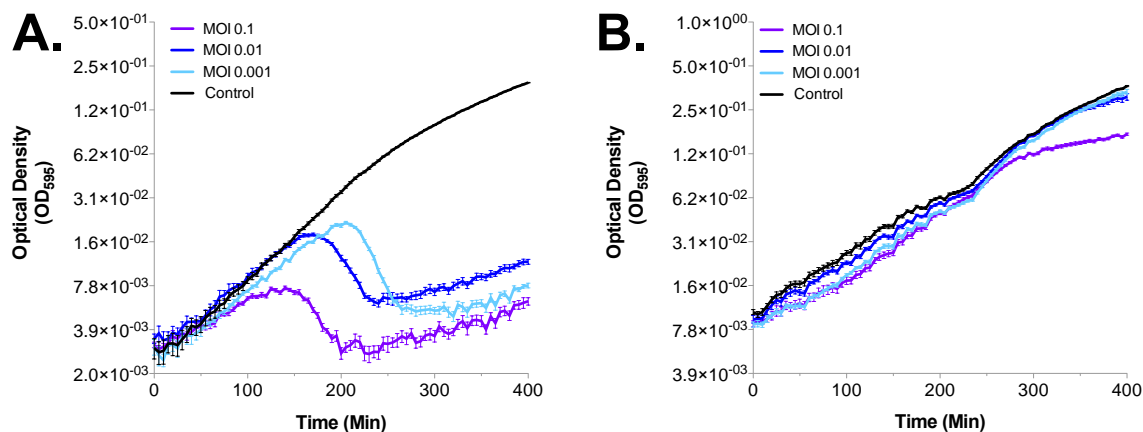 A.
5.0×10⁻⁰¹
2.5×10⁻⁰¹
1.2×10⁻⁰¹
6.2×10⁻⁰²
3.1×10⁻⁰²
1.6×10⁻⁰²
7.8×10⁻⁰³
3.9×10⁻⁰³
2.0×10⁻⁰³
Optical Density
(OD₅₉₅)
MOI 0.1
MOI 0.01
MOI 0.001
Control
0 100 200 300 400
Time (Min)
B.
1.0×10⁰⁰
5.0×10⁻⁰¹
2.5×10⁻⁰¹
1.2×10⁻⁰¹
6.2×10⁻⁰²
3.1×10⁻⁰²
1.6×10⁻⁰²
7.8×10⁻⁰³
3.9×10⁻⁰³
Optical Density
(OD₅₉₅)
MOI 0.1
MOI 0.01
MOI 0.001
Control
0 100 200 300 400
Time (Min)